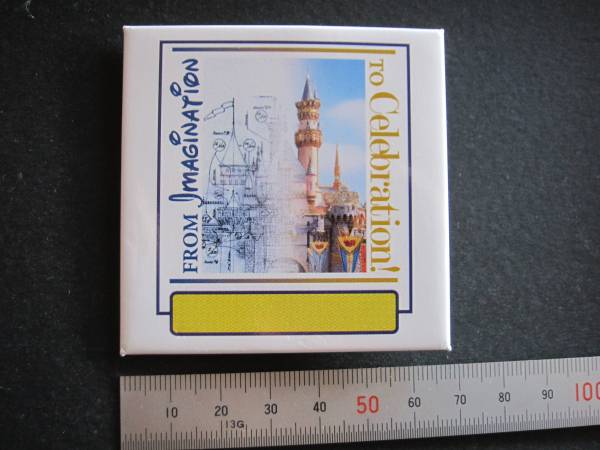 FROM IMAGINATION
TO Celebration!
10 20 30 40 50 60 70 80 90 100
13G